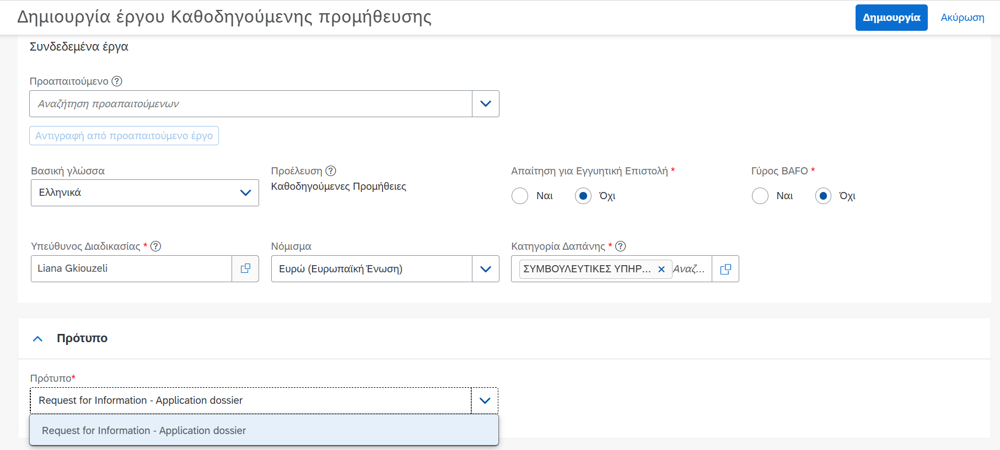 Δημιουργία έργου Καθοδηγούμενης προμήθευσης
Δημιουργία
Ακύρωση
Συνδεδεμένα έργα
Προαπαιτούμενο ?
Αναζήτηση προαπαιτούμενων
Αντιγραφή από προαπαιτούμενο έργο
Βασική γλώσσα
Ελληνικά
Προέλευση ?
Καθοδηγούμενες Προμήθειες
Απαίτηση για Εγγυητική Επιστολή *
Ναι Όχι
Γύρος BAFO *
Ναι Όχι
Υπεύθυνος Διαδικασίας * ?
Liana Gkiouzeli
Νόμισμα
Ευρώ (Ευρωπαϊκή Ένωση)
Κατηγορία Δαπάνης * ?
ΣΥΜΒΟΥΛΕΥΤΙΚΕΣ ΥΠΗΡ... Αναζ...
Πρότυπο
Πρότυπο*
Request for Information - Application dossier
Request for Information - Application dossier